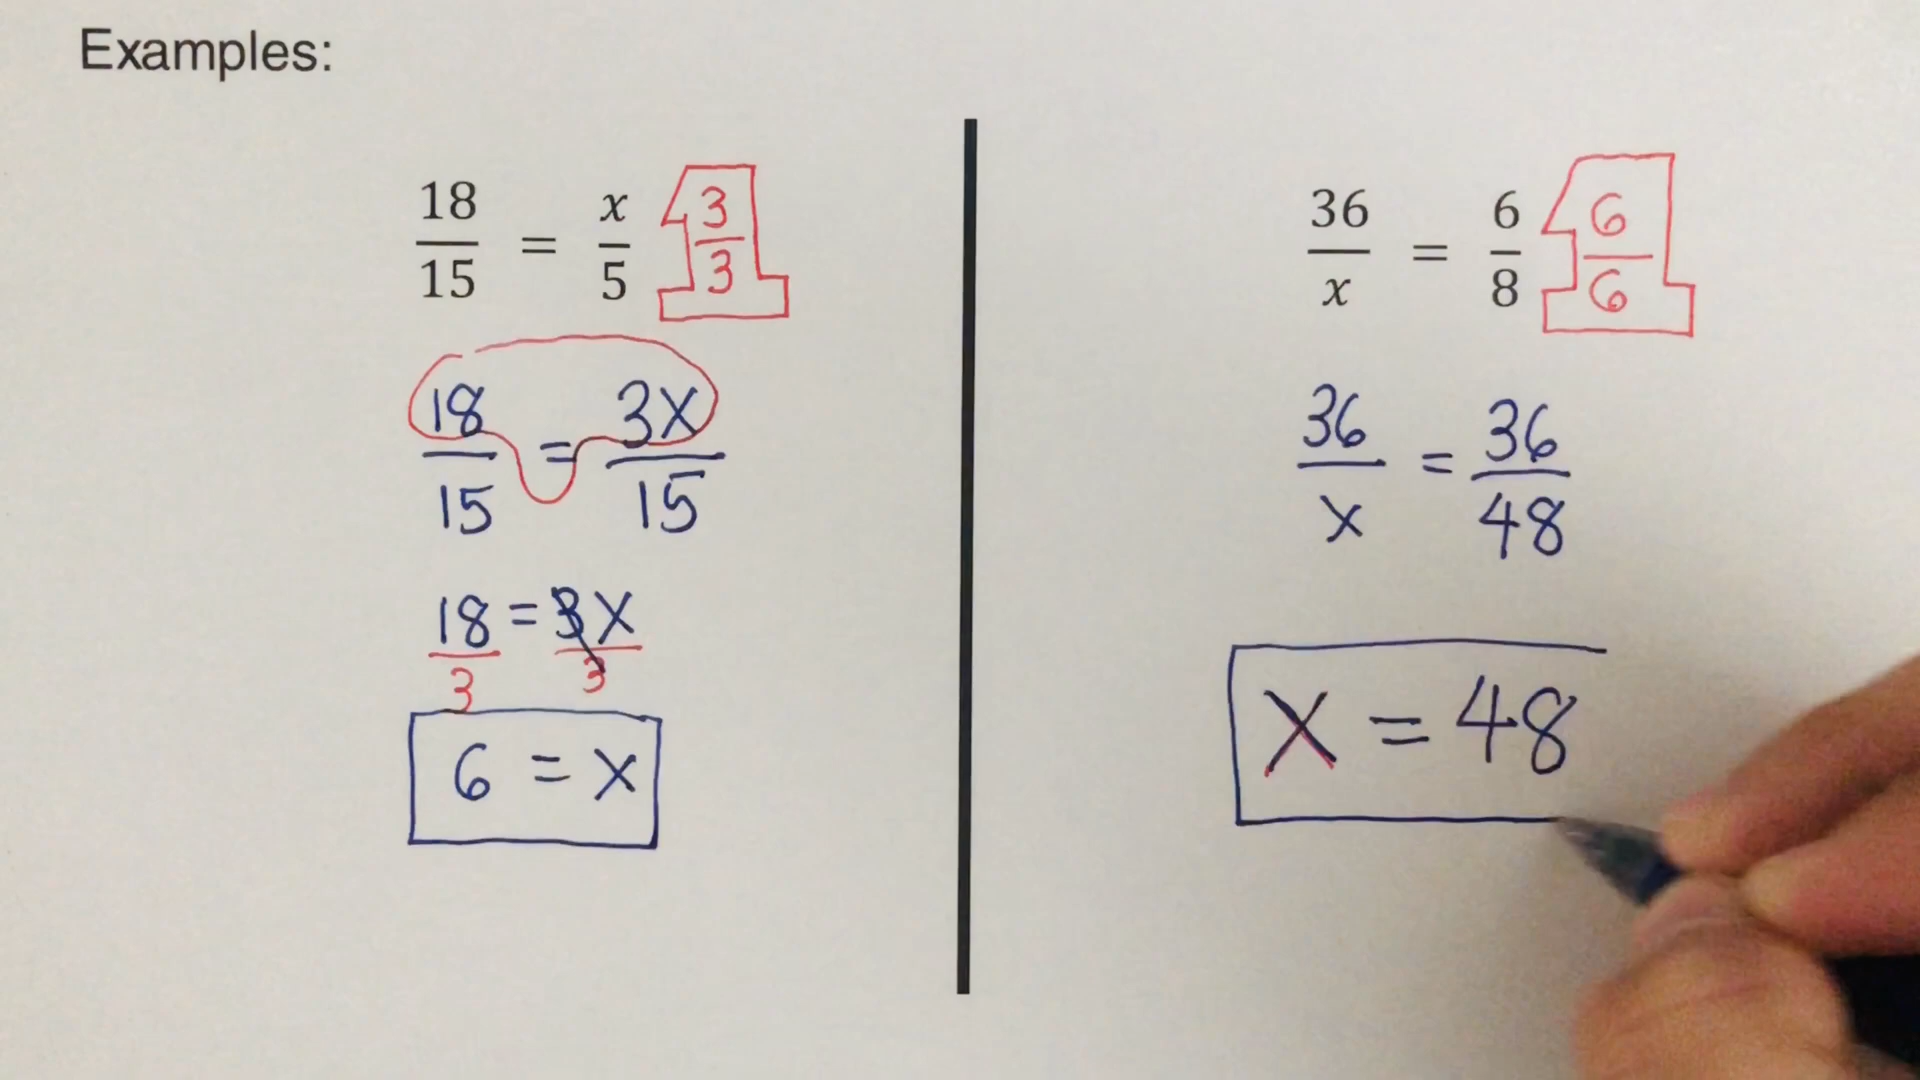 Examples:
18/15 = x/5 3/3
18/15 = 3x/15
18/3 = 3x/3
6 = x
36/x = 6/8 6/6
36/x = 36/48
x = 48